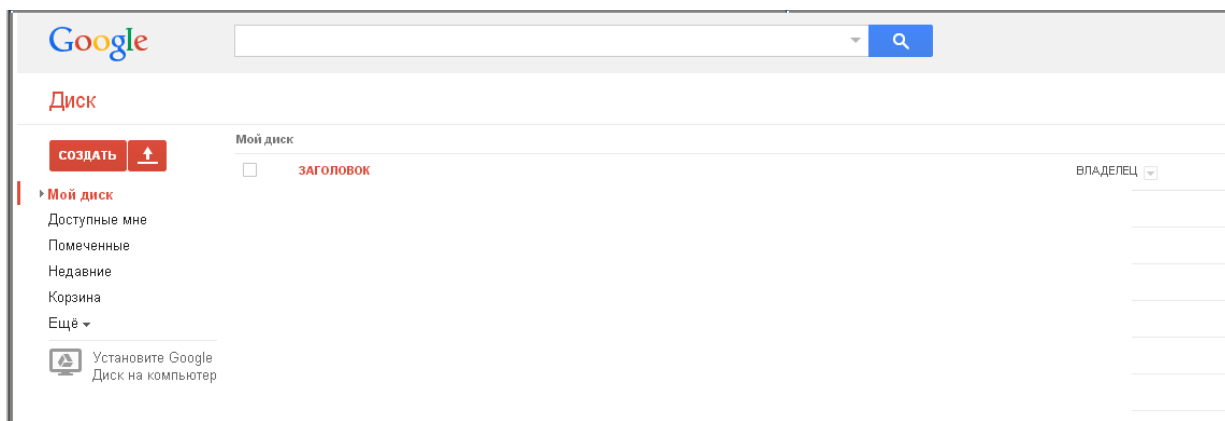 Google
Диск
СОЗДАТЬ
Мой диск
Доступные мне
Помеченные
Недавние
Корзина
Ещё
Установите Google
Диск на компьютер
Мой диск
ЗАГОЛОВОК
ВЛАДЕЛЕЦ